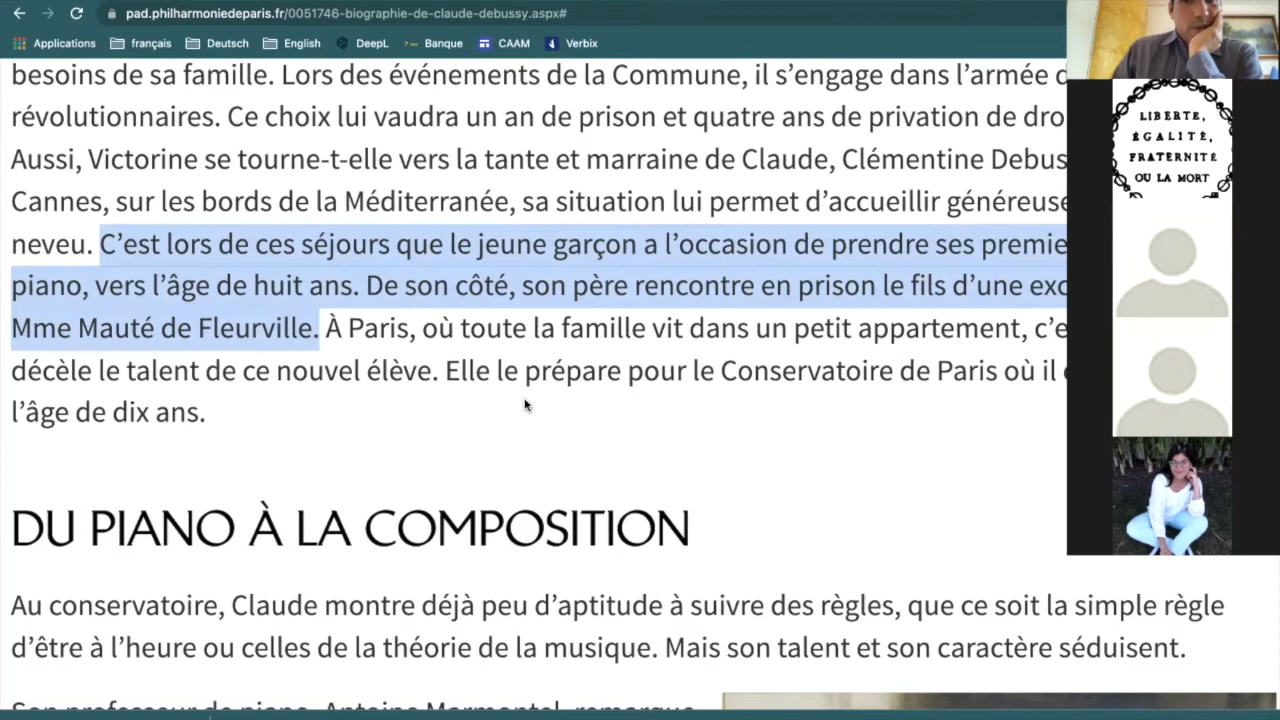 pad.philharmoniedeparis.fr/0051746-biographie-de-claude-debussy.aspx#
Applications français Deutsch English DeepL Banque CAAM Verbix
besoins de sa famille. Lors des événements de la Commune, il s’engage dans l’armée
révolutionnaires. Ce choix lui vaudra un an de prison et quatre ans de privation de
Aussi, Victorine se tourne-t-elle vers la tante et marraine de Claude, Clémentine
Cannes, sur les bords de la Méditerranée, sa situation lui permet d’accueillir
neveu. C’est lors de ces séjours que le jeune garçon a l’occasion de prendre ses
piano, vers l’âge de huit ans. De son côté, son père rencontre en prison le fils d’une
Mme Mauté de Fleurville. À Paris, où toute la famille vit dans un petit appartement,
décèle le talent de ce nouvel élève. Elle le prépare pour le Conservatoire de Paris où il
l’âge de dix ans.
DU PIANO À LA COMPOSITION
Au conservatoire, Claude montre déjà peu d’aptitude à suivre des règles, que ce soit la simple règle
d’être à l’heure ou celles de la théorie de la musique. Mais son talent et son caractère séduisent.
Son professeur de piano, Antoine Marmontel, remarque
LIBERTE,
ÉGALITÉ,
FRATERNITÉ
OU LA MORT